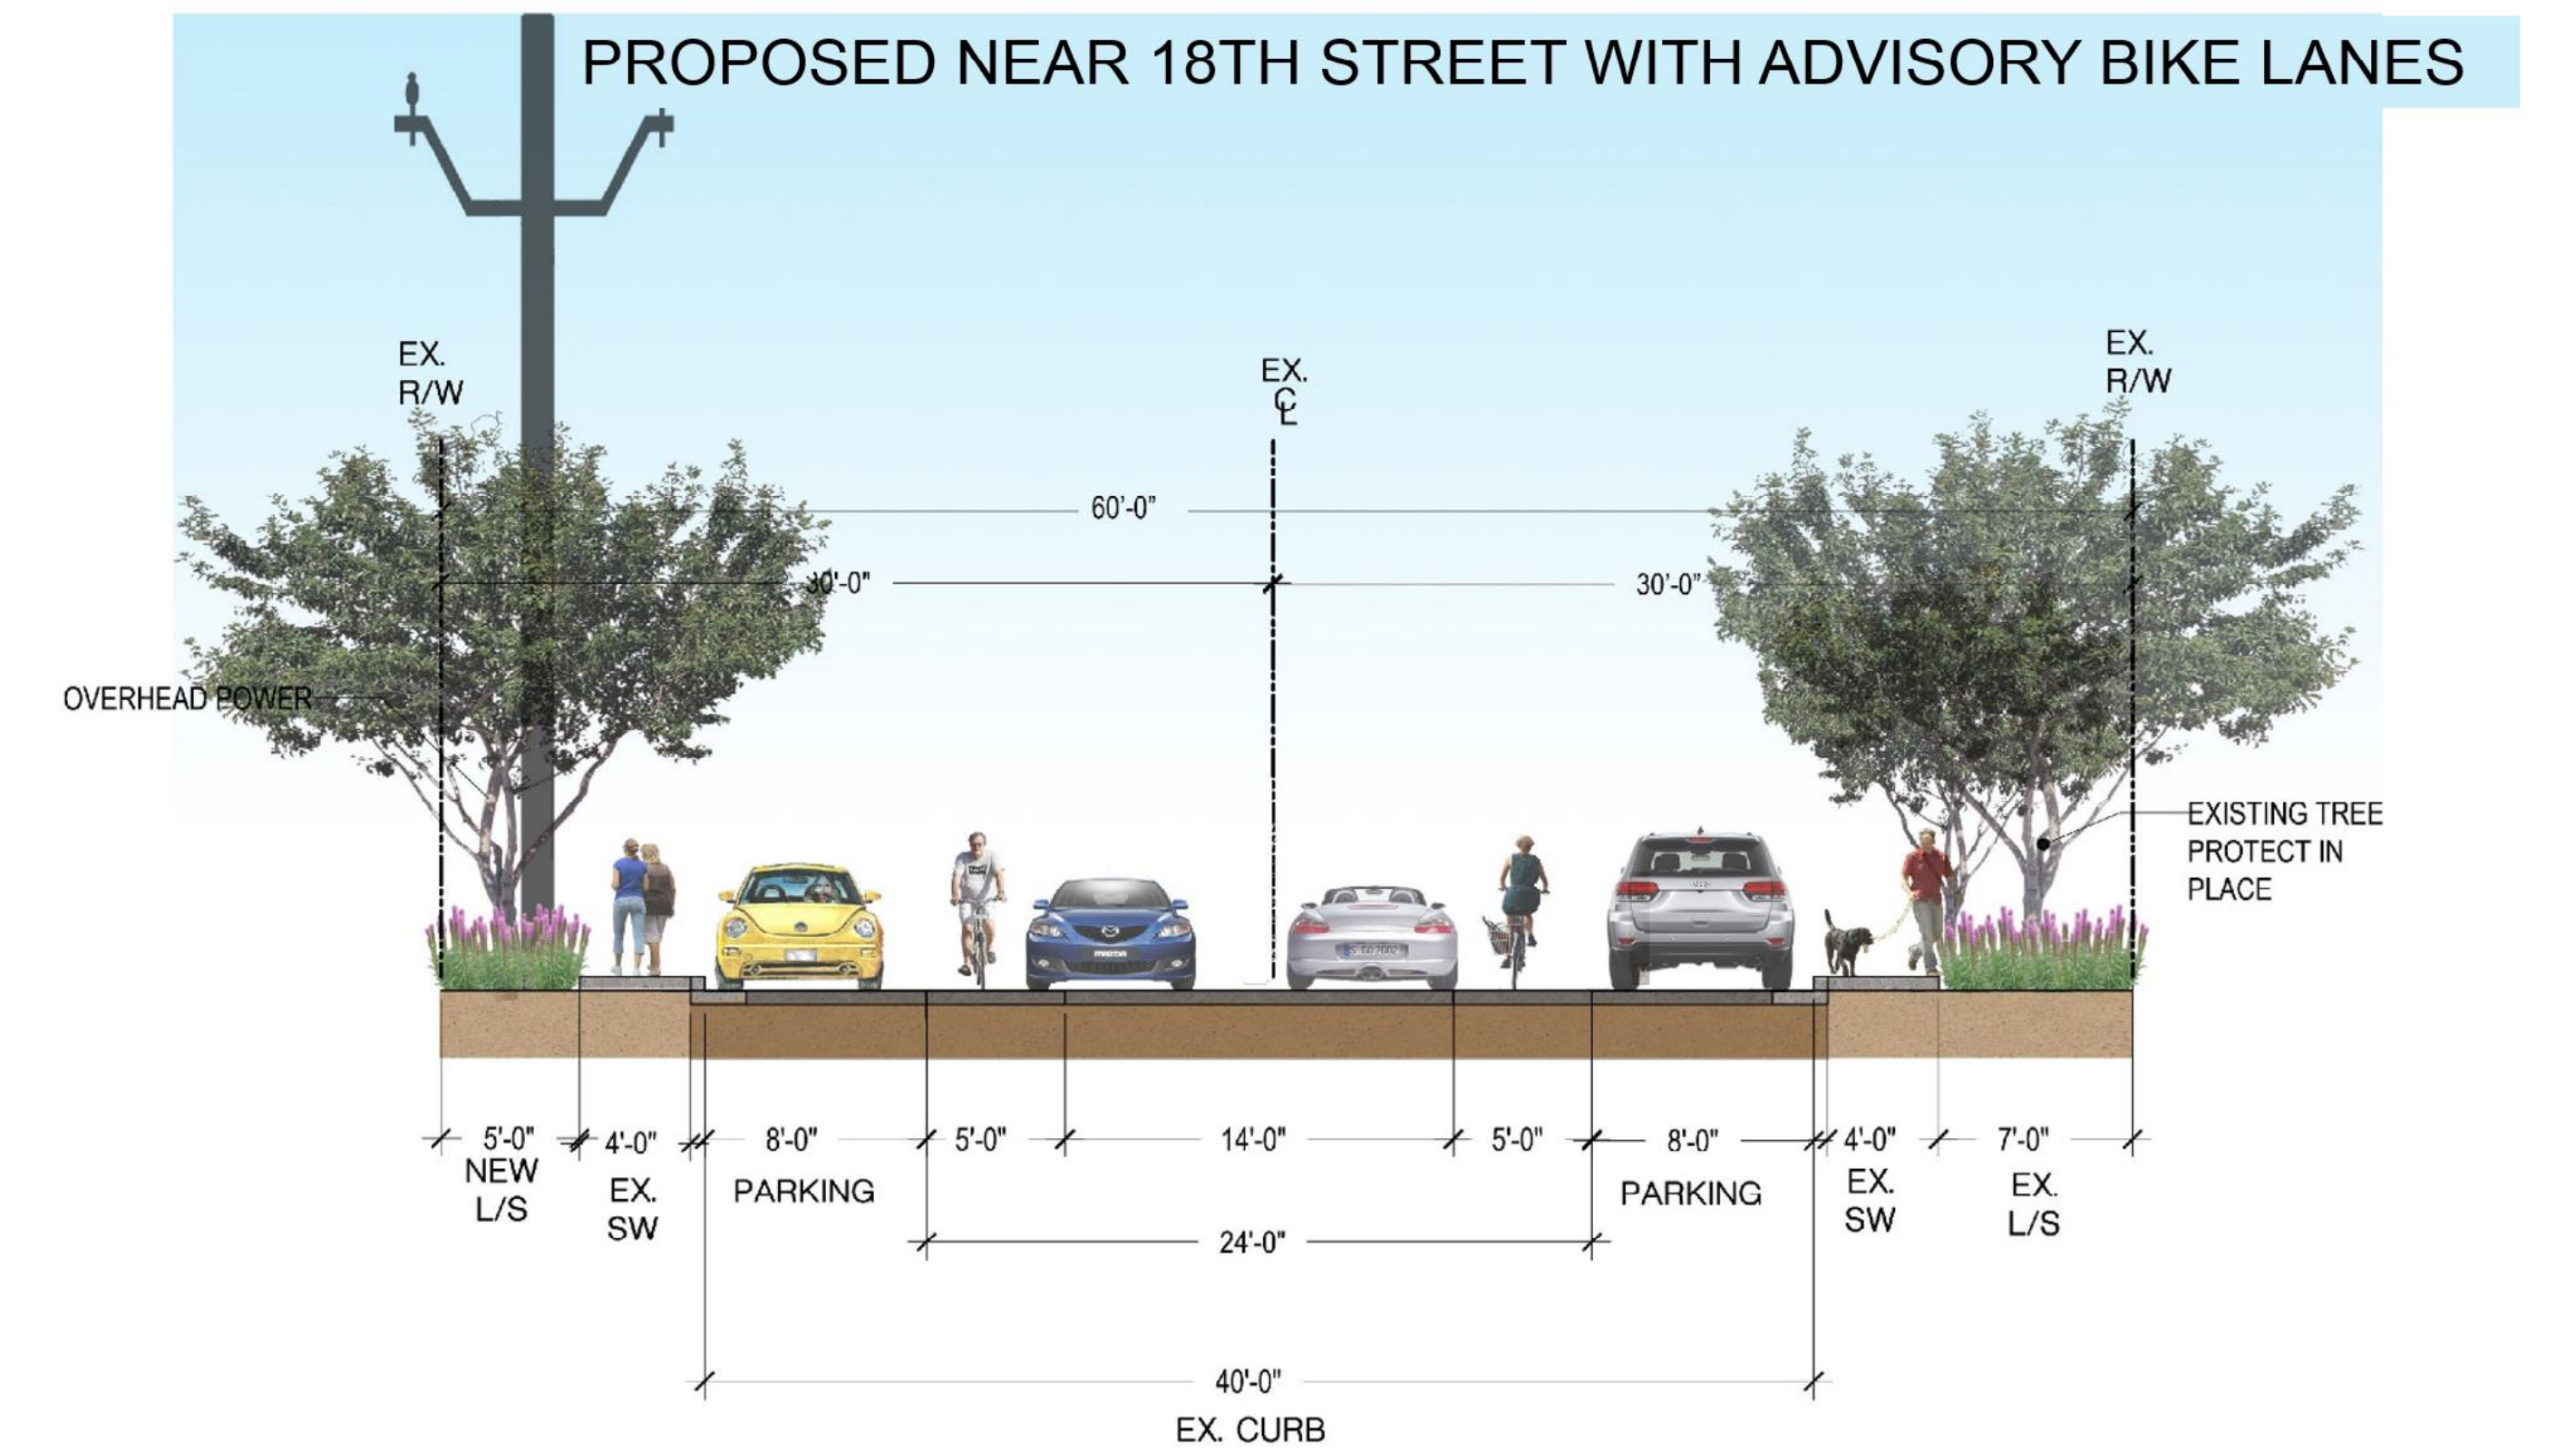 PROPOSED NEAR 18TH STREET WITH ADVISORY BIKE LANES
EX.
R/W
EX.
℄
EX.
R/W
60'-0"
30'-0"
30'-0"
OVERHEAD POWER
EXISTING TREE
PROTECT IN
PLACE
mazda
5'-0"
NEW
L/S
4'-0"
EX.
SW
8'-0"
PARKING
5'-0"
14'-0"
5'-0"
8'-0"
PARKING
4'-0"
EX.
SW
7'-0"
EX.
L/S
24'-0"
40'-0"
EX. CURB